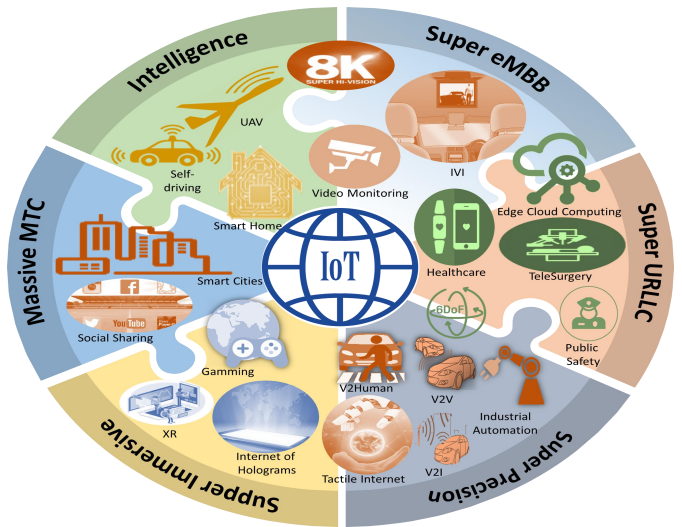 Intelligence
Super eMBB
8K
SUPER Hi-VISION
UAV
Self-
driving
Video Monitoring
IVI
Smart Home
Edge Cloud Computing
Massive MTC
Super URLLC
IoT
Smart Cities
Healthcare
TeleSurgery
Social Sharing
YouTube
6DoF
Public
Safety
Gamming
V2Human
V2V
Industrial
Automation
XR
Internet of
Holograms
Tactile Internet
V2I
Supper Immersive
Super Precision